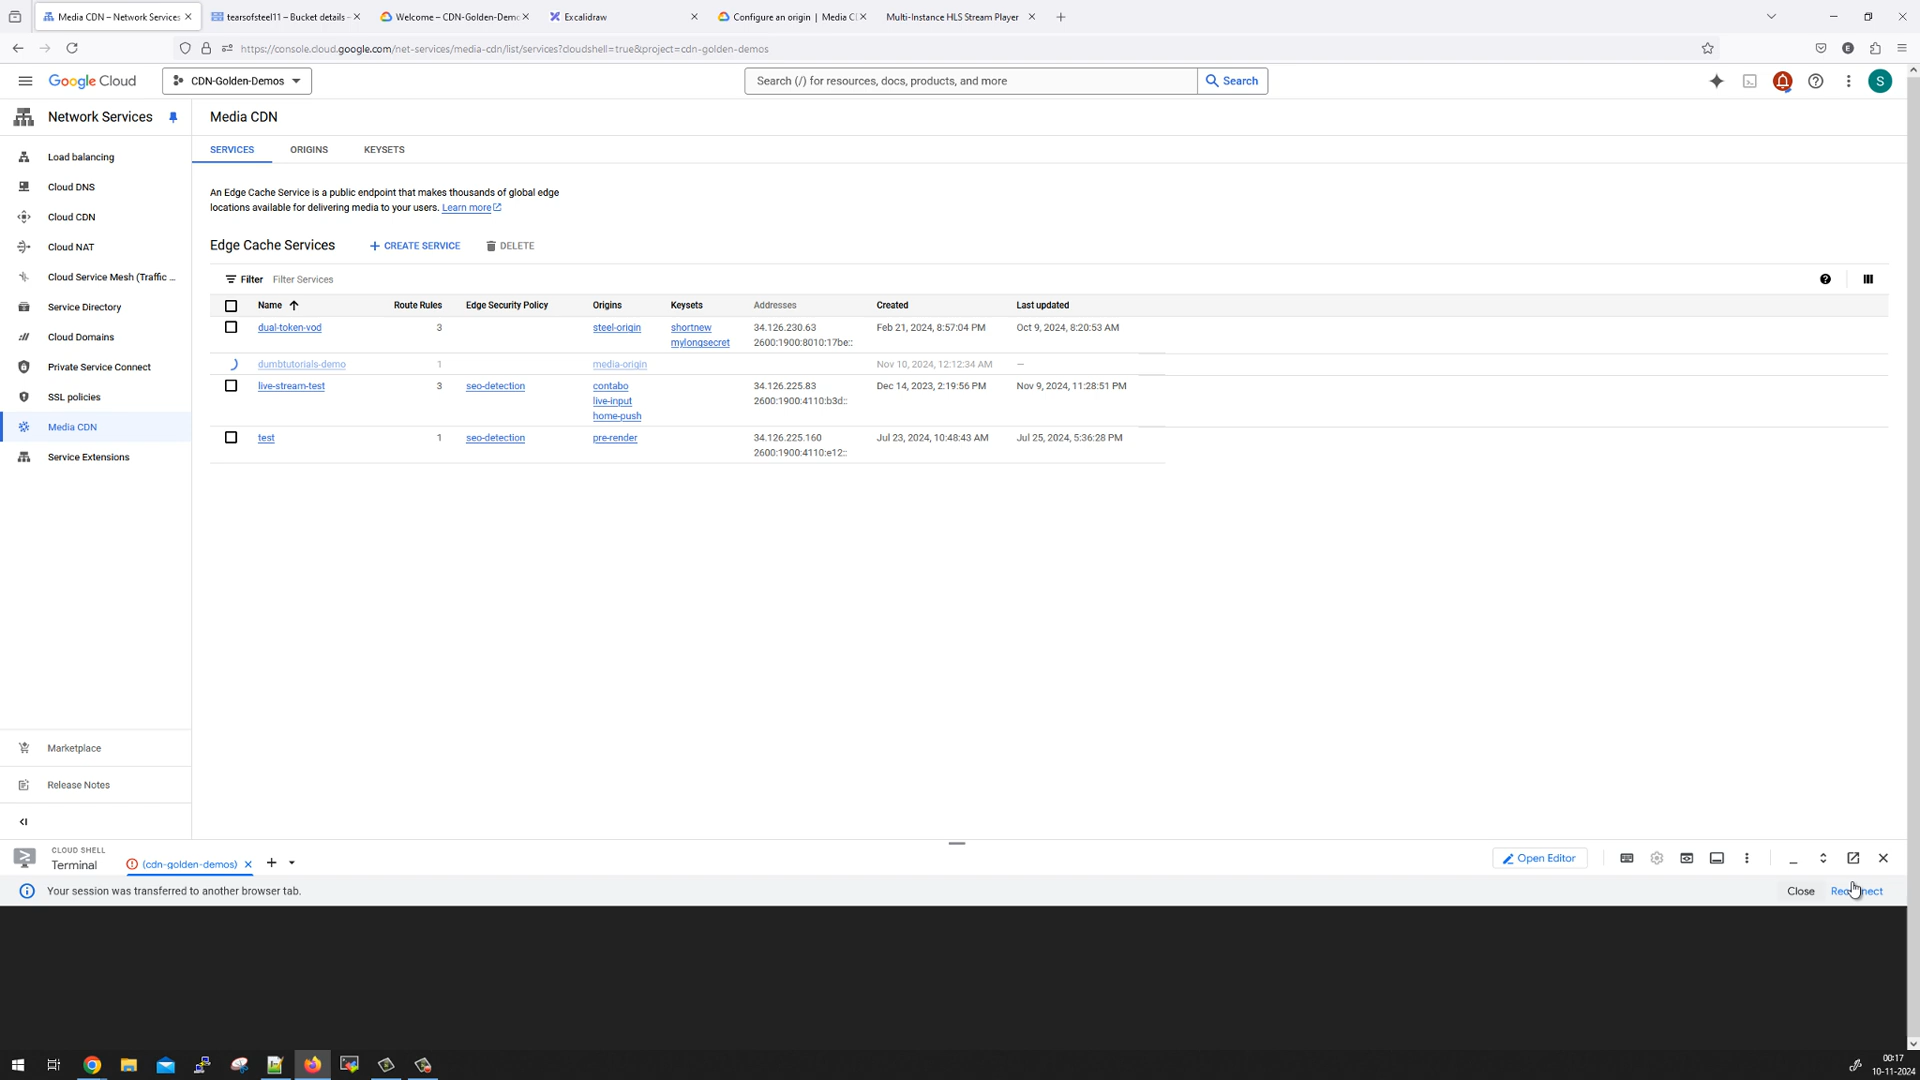 Media CDN – Network Services
tearsofsteel11 – Bucket details –
Welcome – CDN-Golden-Demo
Excalidraw
Configure an origin | Media C
Multi-Instance HLS Stream Player
https://console.cloud.google.com/net-services/media-cdn/list/services?cloudshell=true&project=cdn-golden-demos
Google Cloud
CDN-Golden-Demos
Search (/) for resources, docs, products, and more
Search
S
Network Services
Media CDN
SERVICES
ORIGINS
KEYSETS
Load balancing
Cloud DNS
Cloud CDN
Cloud NAT
Cloud Service Mesh (Traffic ...
Service Directory
Cloud Domains
Private Service Connect
SSL policies
Media CDN
Service Extensions
Marketplace
Release Notes
An Edge Cache Service is a public endpoint that makes thousands of global edge
locations available for delivering media to your users. Learn more
Edge Cache Services
CREATE SERVICE
DELETE
Filter Filter Services
Name Route Rules Edge Security Policy Origins Keysets Addresses Created Last updated
dual-token-vod 3 steel-origin shortnew 34.126.230.63 Feb 21, 2024, 8:57:04 PM Oct 9, 2024, 8:20:53 AM
mylongsecret 2600:1900:8010:17be::
dumbtutorials-demo 1 media-origin Nov 10, 2024, 12:12:34 AM —
live-stream-test 3 seo-detection contabo 34.126.225.83 Dec 14, 2023, 2:19:56 PM Nov 9, 2024, 11:28:51 PM
live-input 2600:1900:4110:b3d::
home-push
test 1 seo-detection pre-render 34.126.225.160 Jul 23, 2024, 10:48:43 AM Jul 25, 2024, 5:36:28 PM
2600:1900:4110:e12::
CLOUD SHELL
Terminal
(cdn-golden-demos)
Open Editor
Your session was transferred to another browser tab.
Close
00:17
10-11-2024